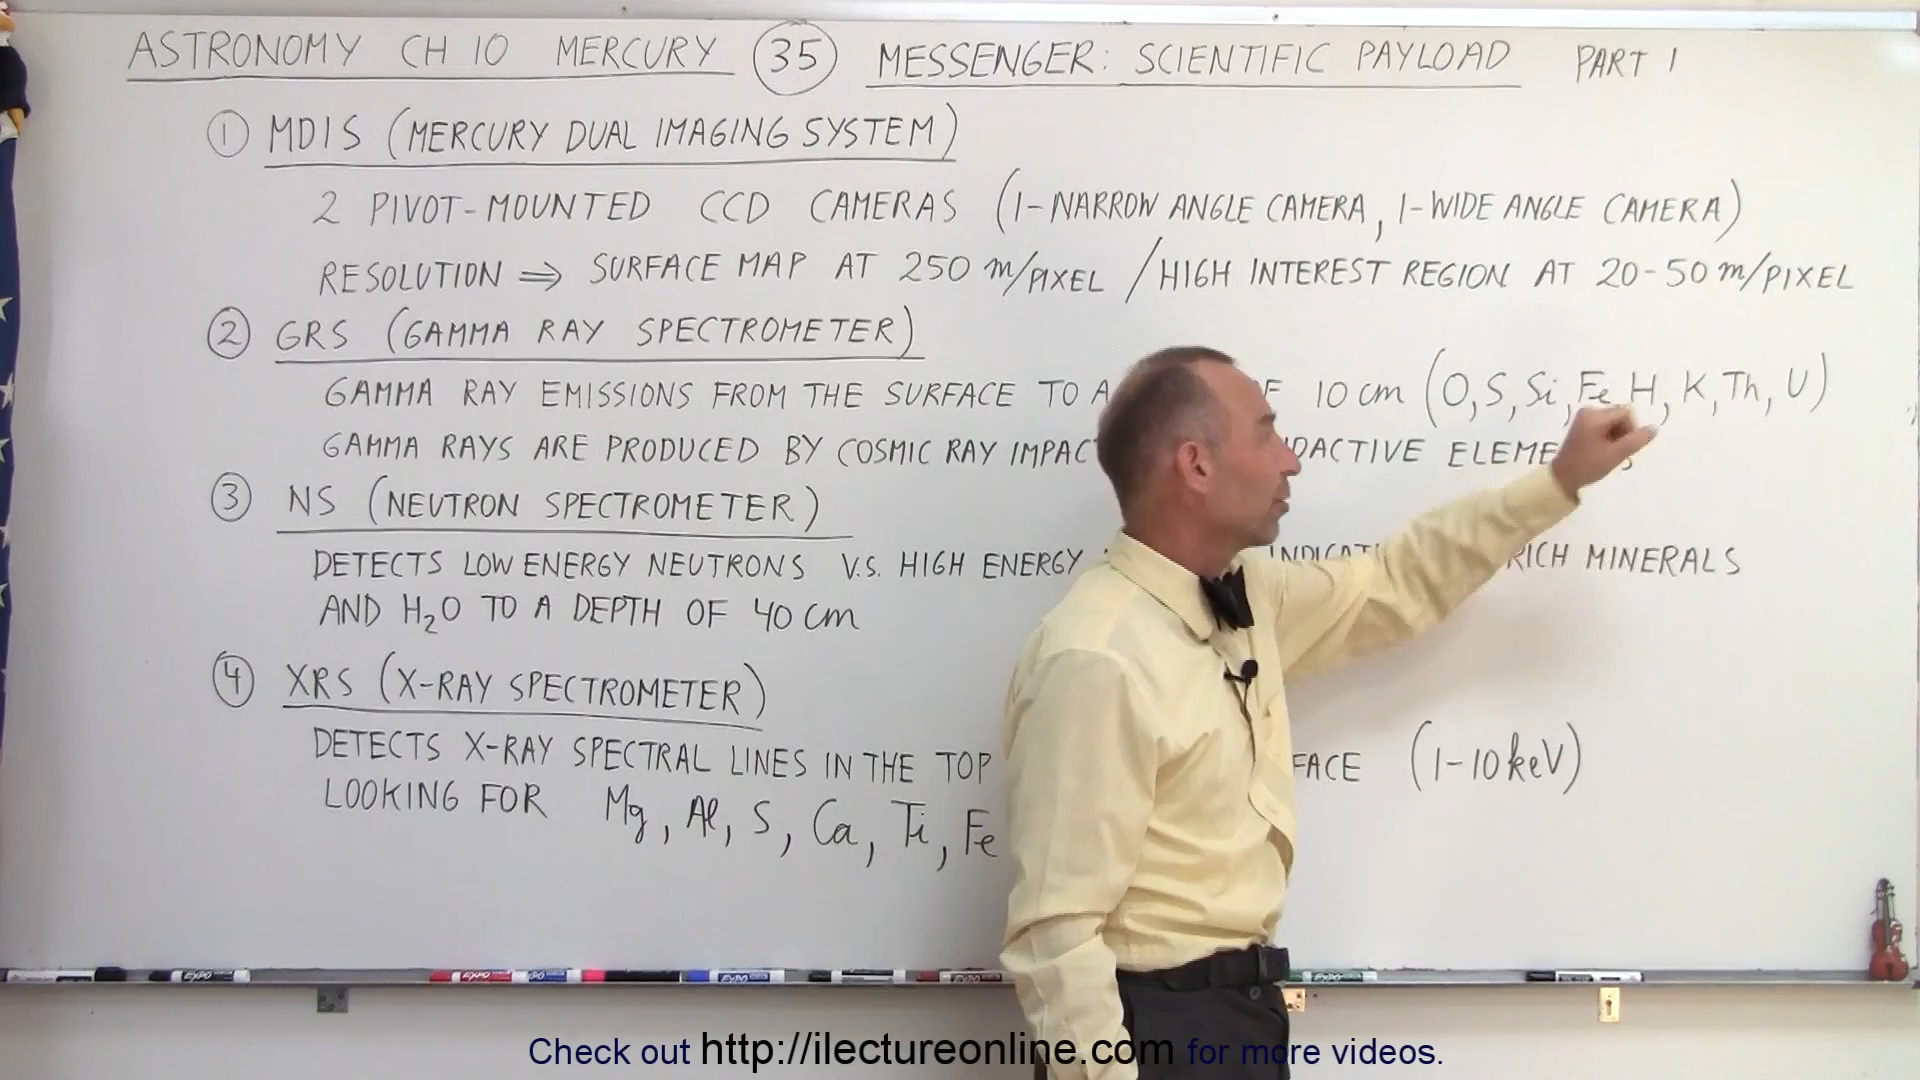 ASTRONOMY CH 10 MERCURY 35 MESSENGER: SCIENTIFIC PAYLOAD PART 1
1 MDIS (MERCURY DUAL IMAGING SYSTEM)
2 PIVOT-MOUNTED CCD CAMERAS (1-NARROW ANGLE CAMERA, 1-WIDE ANGLE CAMERA)
RESOLUTION ⇒ SURFACE MAP AT 250 m/PIXEL / HIGH INTEREST REGION AT 20-50 m/PIXEL
2 GRS (GAMMA RAY SPECTROMETER)
GAMMA RAY EMISSIONS FROM THE SURFACE TO A 10 cm (O, S, Si, Fe, H, K, Th, U)
GAMMA RAYS ARE PRODUCED BY COSMIC RAY
3 NS (NEUTRON SPECTROMETER)
DETECTS LOW ENERGY NEUTRONS V.S. HIGH ENERGY RICH MINERALS
AND H₂O TO A DEPTH OF 40 cm
4 XRS (X-RAY SPECTROMETER)
DETECTS X-RAY SPECTRAL LINES IN THE TOP (1-10 keV)
LOOKING FOR Mg, Al, S, Ca, Ti, Fe
EXPO
EXPO
EXPO
EXPO
Check out http://ilectureonline.com for more videos.